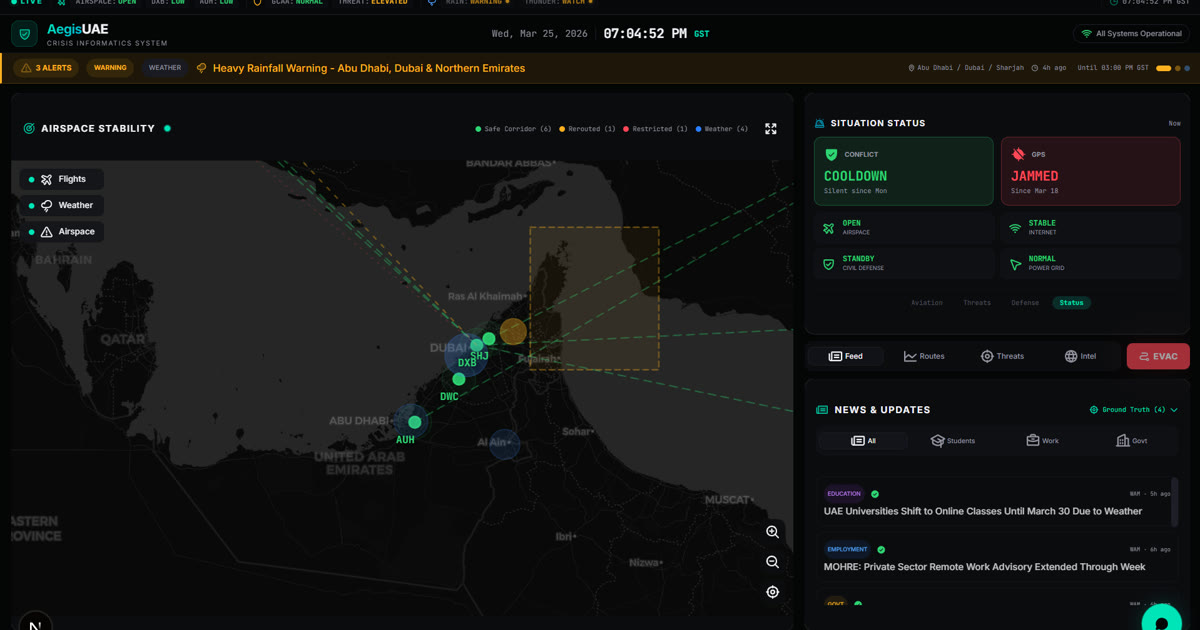 LIVE AIRSPACE: OPEN DXB: LOW AUH: LOW GCAA: NORMAL THREAT: ELEVATED RAIN: WARNING THUNDER: WATCH 07:04:52 PM GST
AegisUAE
CRISIS INFORMATICS SYSTEM
Wed, Mar 25, 2026 07:04:52 PM GST
All Systems Operational
3 ALERTS WARNING WEATHER Heavy Rainfall Warning - Abu Dhabi, Dubai & Northern Emirates
Abu Dhabi / Dubai / Sharjah 4h ago Until 03:00 PM GST
AIRSPACE STABILITY
Safe Corridor (6) Rerouted (1) Restricted (1) Weather (4)
Flights
Weather
Airspace
BANDAR ABBAS
BAHRAIN
QATAR
Ras Al Khaimah
DUBAI
SHJ
DXB
Fujairah
DWC
ABU DHABI
AUH
Al Ain
Sohar
UNITED ARAB
EMIRATES
MUSCAT
ASTERN
OVINCE
Ibri
Nizwa
N
SITUATION STATUS
Now
CONFLICT
COOLDOWN
Silent since Mon
GPS
JAMMED
Since Mar 18
OPEN
AIRSPACE
STABLE
INTERNET
STANDBY
CIVIL DEFENSE
NORMAL
POWER GRID
Aviation Threats Defense Status
Feed Routes Threats Intel EVAC
NEWS & UPDATES
Ground Truth (4)
All Students Work Govt
EDUCATION
WAM - 5h ago
UAE Universities Shift to Online Classes Until March 30 Due to Weather
EMPLOYMENT
WAM - 6h ago
MOHRE: Private Sector Remote Work Advisory Extended Through Week
GOVT